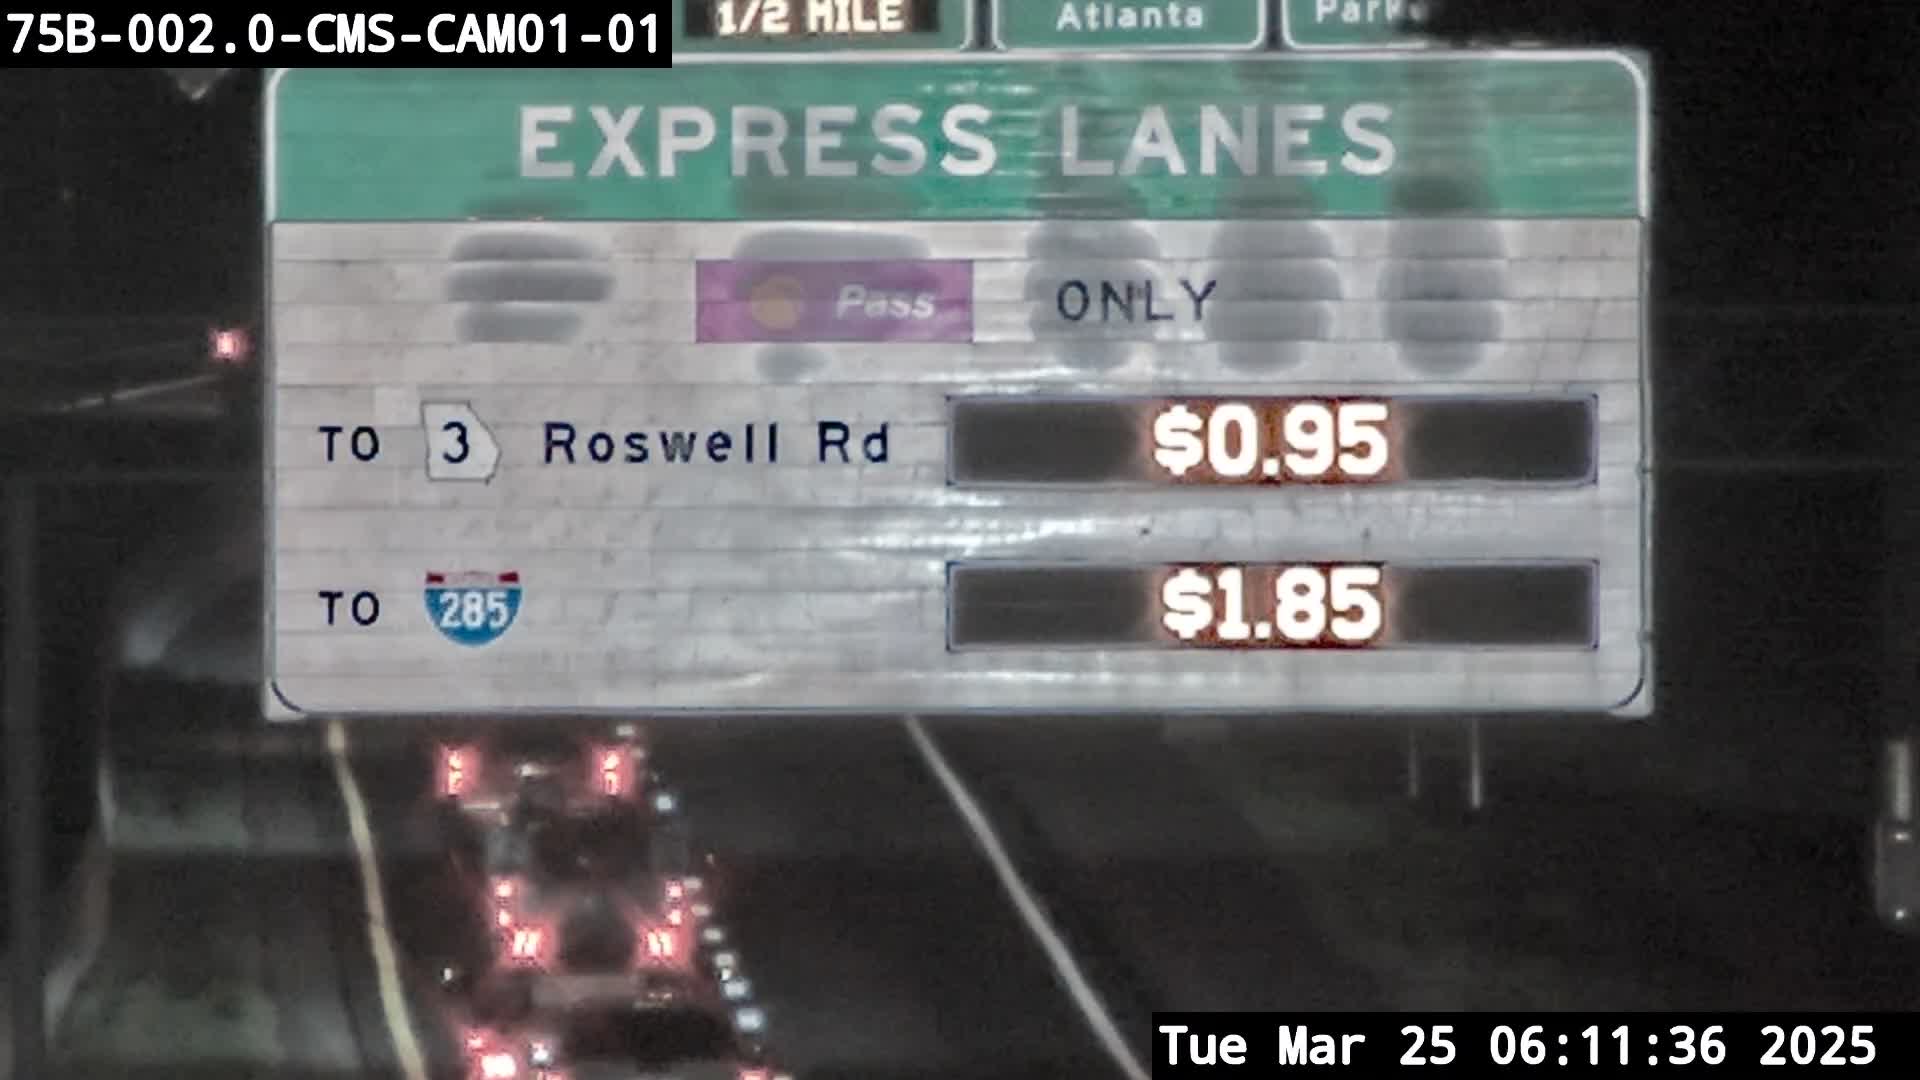 75B-002.0-CMS-CAM01-01
1/2 MILE
Atlanta
EXPRESS LANES
Pass ONLY
TO 3 Roswell Rd $0.95
TO 285 $1.85
Tue Mar 25 06:11:36 2025